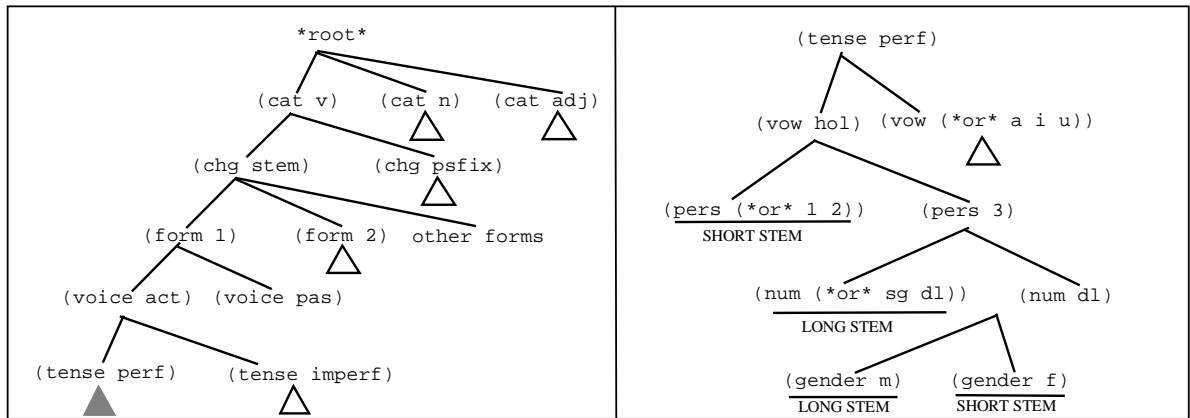 *root*
(cat v) (cat n) (cat adj)
(chg stem) (chg psfix)
(form 1) (form 2) other forms
(voice act) (voice pas)
(tense perf) (tense imperf)
(tense perf)
(vow hol) (vow (*or* a i u))
(pers (*or* 1 2)) (pers 3)
SHORT STEM
(num (*or* sg dl)) (num dl)
LONG STEM
(gender m) (gender f)
LONG STEM SHORT STEM